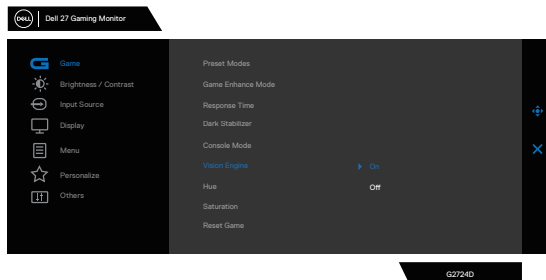 DELL
Dell 27 Gaming Monitor
Game
Brightness / Contrast
Input Source
Display
Menu
Personalize
Others
Preset Modes
Game Enhance Mode
Response Time
Dark Stabilizer
Console Mode
Vision Engine
On
Hue
Off
Saturation
Reset Game
G2724D